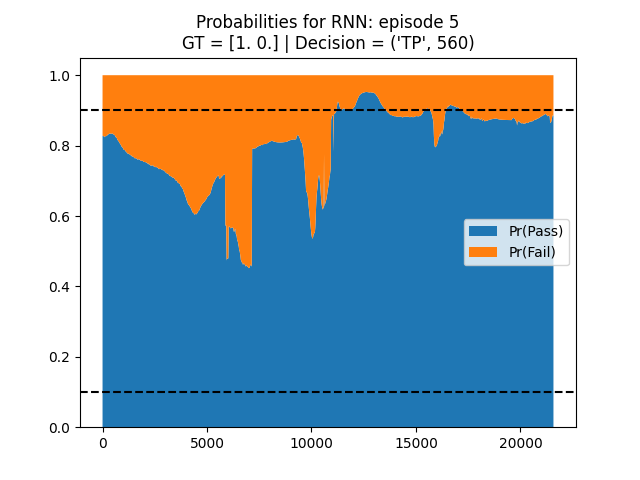 Probabilities for RNN: episode 5
GT = [1. 0.] | Decision = ('TP', 560)
1.0
0.8
0.6
0.4
0.2
0.0
Pr(Pass)
Pr(Fail)
0 5000 10000 15000 20000